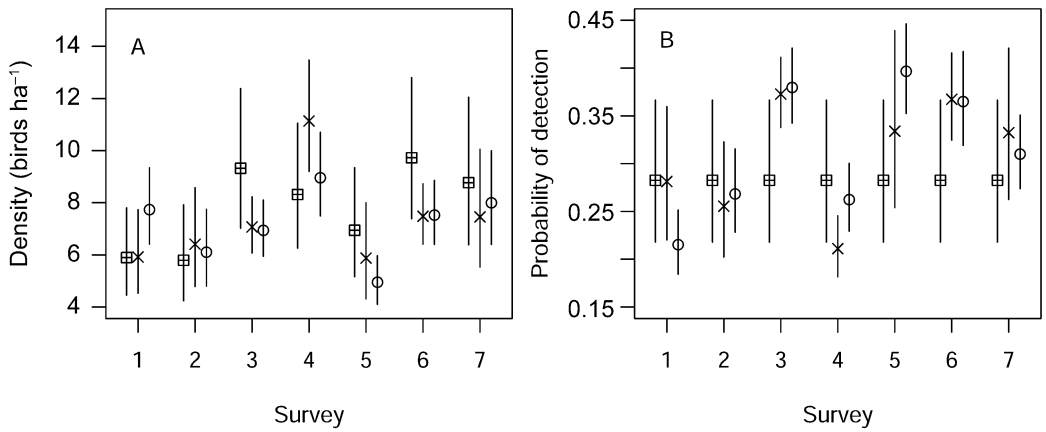 A
Density (birds ha⁻¹)
14
12
10
8
6
4
1 2 3 4 5 6 7
Survey
B
Probability of detection
0.45
0.35
0.25
0.15
1 2 3 4 5 6 7
Survey